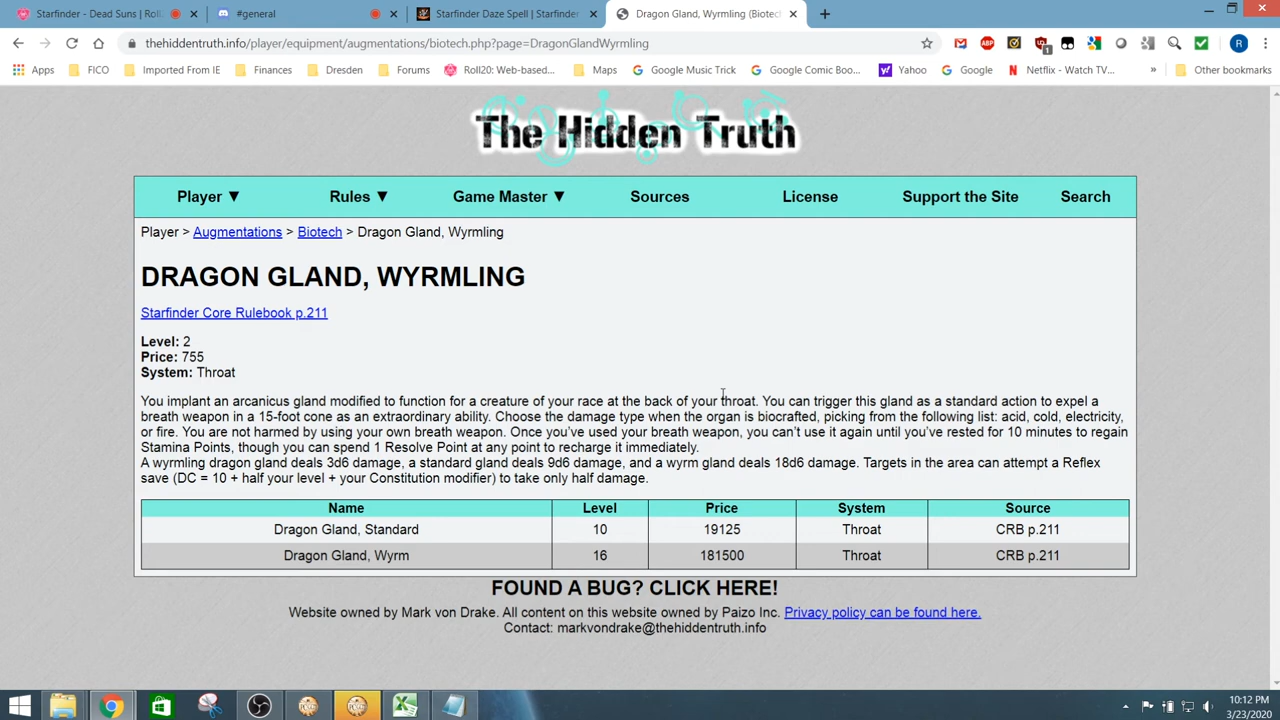 Starfinder - Dead Suns | Roll2
#general
Starfinder Daze Spell | Starfinder
Dragon Gland, Wyrmling (Biotech
thehiddentruth.info/player/equipment/augmentations/biotech.php?page=DragonGlandWyrmling
Apps FICO Imported From IE Finances Dresden Forums Roll20: Web-based... Maps Google Music Trick Google Comic Boo... Yahoo Google Netflix - Watch TV... » Other bookmarks
The Hidden Truth
Player ▼ Rules ▼ Game Master ▼ Sources License Support the Site Search
Player > Augmentations > Biotech > Dragon Gland, Wyrmling
DRAGON GLAND, WYRMLING
Starfinder Core Rulebook p.211
Level: 2
Price: 755
System: Throat
You implant an arcanicus gland modified to function for a creature of your race at the back of your throat. You can trigger this gland as a standard action to expel a
breath weapon in a 15-foot cone as an extraordinary ability. Choose the damage type when the organ is biocrafted, picking from the following list: acid, cold, electricity,
or fire. You are not harmed by using your own breath weapon. Once you've used your breath weapon, you can't use it again until you've rested for 10 minutes to regain
Stamina Points, though you can spend 1 Resolve Point at any point to recharge it immediately.
A wyrmling dragon gland deals 3d6 damage, a standard gland deals 9d6 damage, and a wyrm gland deals 18d6 damage. Targets in the area can attempt a Reflex
save (DC = 10 + half your level + your Constitution modifier) to take only half damage.
Name Level Price System Source
Dragon Gland, Standard 10 19125 Throat CRB p.211
Dragon Gland, Wyrm 16 181500 Throat CRB p.211
FOUND A BUG? CLICK HERE!
Website owned by Mark von Drake. All content on this website owned by Paizo Inc. Privacy policy can be found here.
Contact: markvondrake@thehiddentruth.info
10:12 PM
3/23/2020